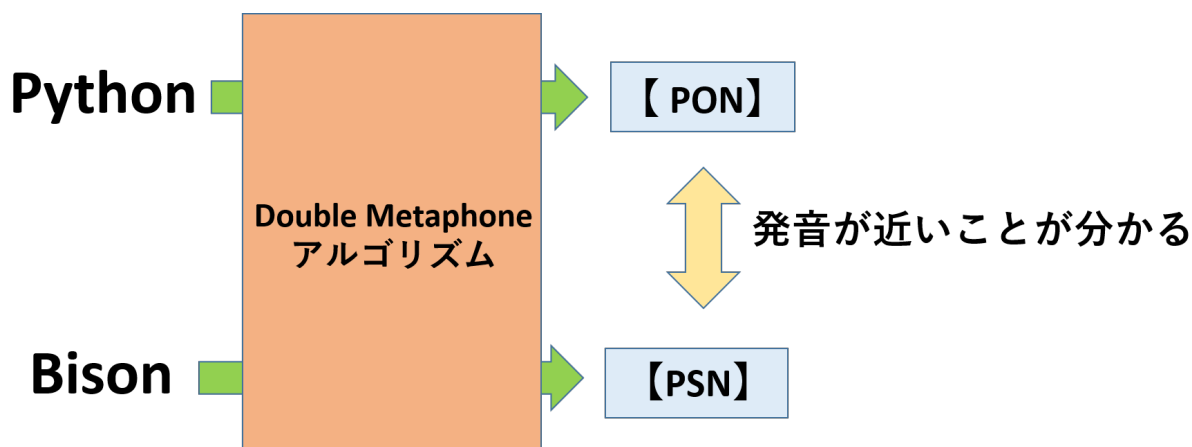 Python
【 PON】
Double Metaphone
アルゴリズム
発音が近いことが分かる
Bison
【PSN】